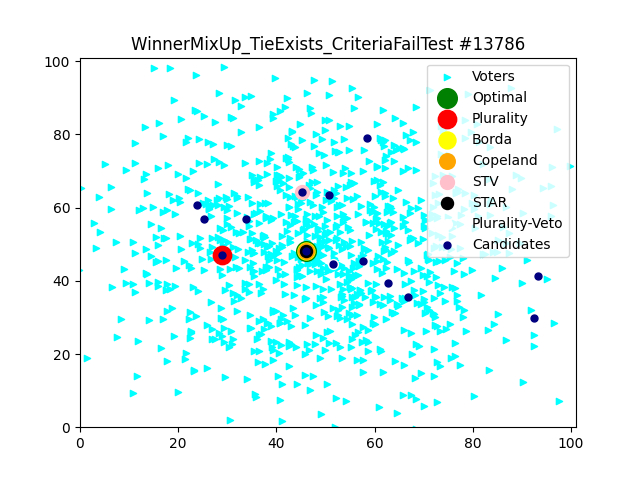 WinnerMixUp_TieExists_CriteriaFailTest #13786
100
80
60
40
20
0
0 20 40 60 80 100
Voters
Optimal
Plurality
Borda
Copeland
STV
STAR
Plurality-Veto
Candidates